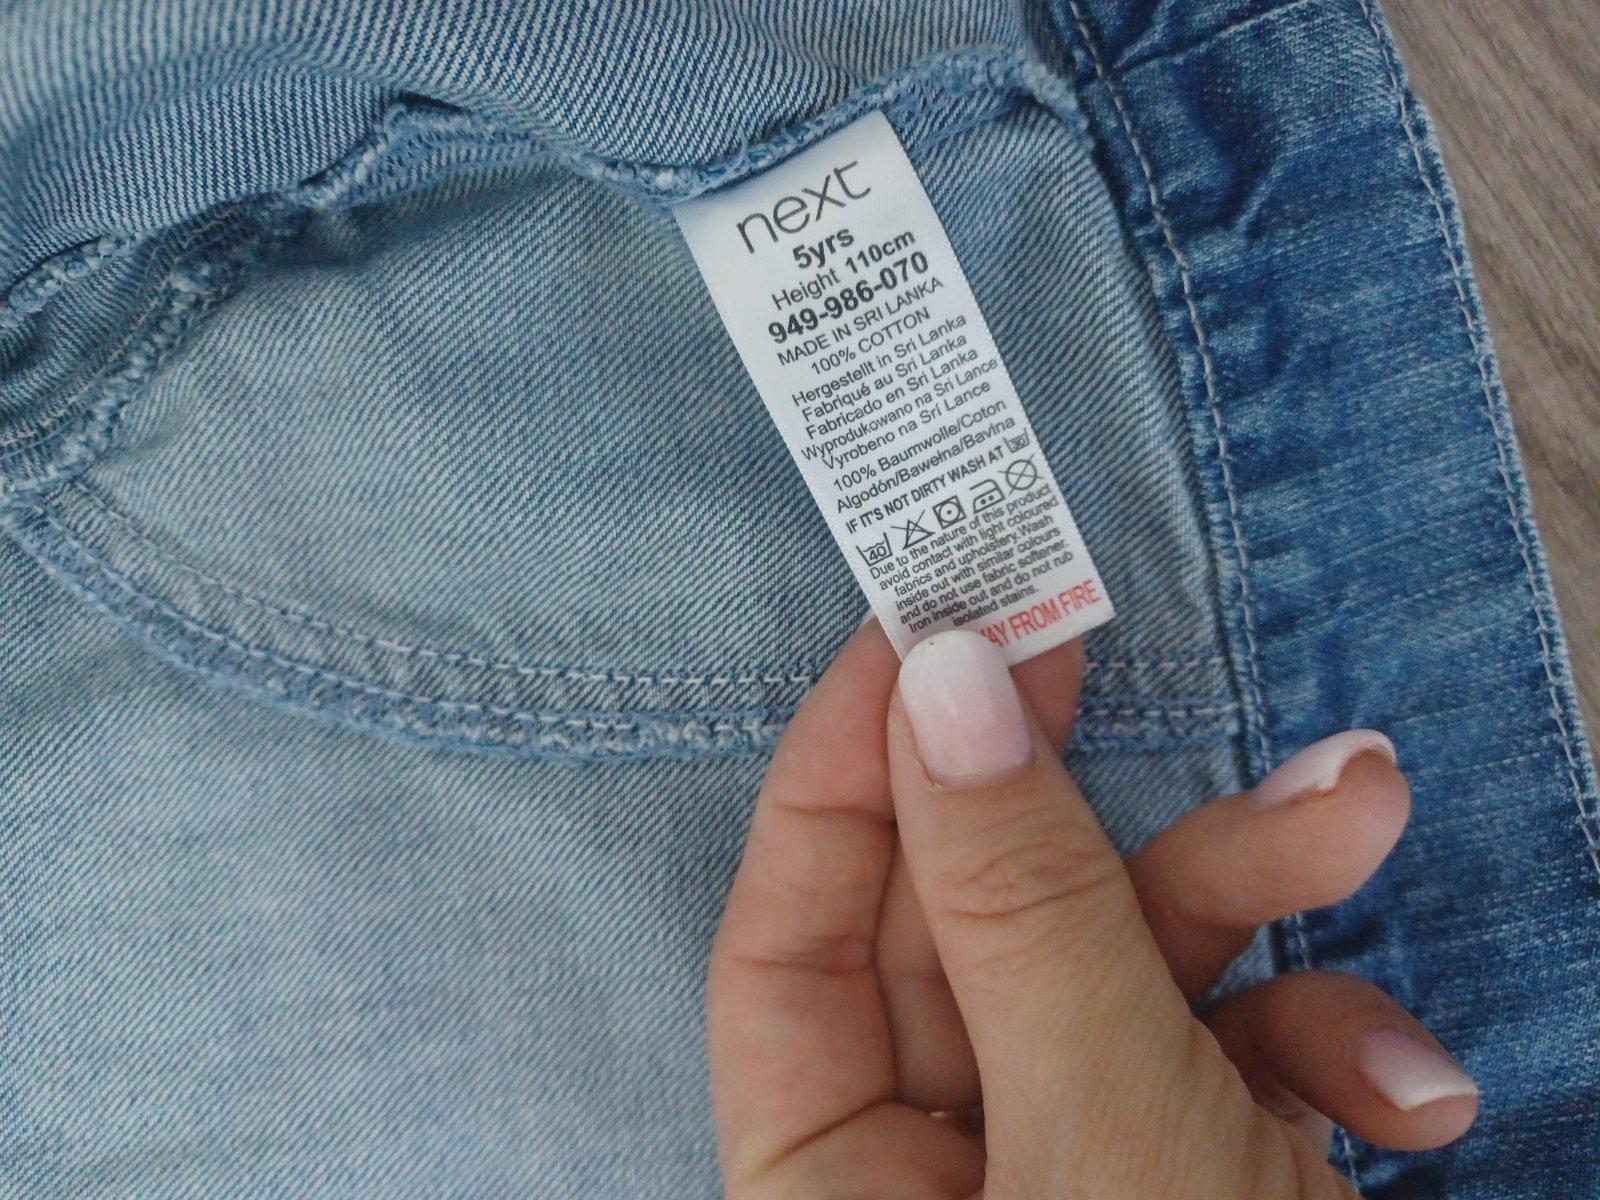 next
5yrs
Height 110cm
949-986-070
MADE IN SRI LANKA
100% COTTON
Hergestellt in Sri Lanka
Fabriqué au Sri Lanka
Fabricado en Sri Lanka
Wyprodukowano na Sri Lance
Vyrobeno na Srí Lance
100% Baumwolle/Coton
Algodón/Bawełna/Bavlna
IF IT'S NOT DIRTY WASH AT 30
40
Due to the nature of this product
avoid contact with light coloured
fabrics and upholstery.Wash
inside out with similar colours
and do not use fabric softener.
Iron inside out and do not rub
isolated stains.
FROM FIRE